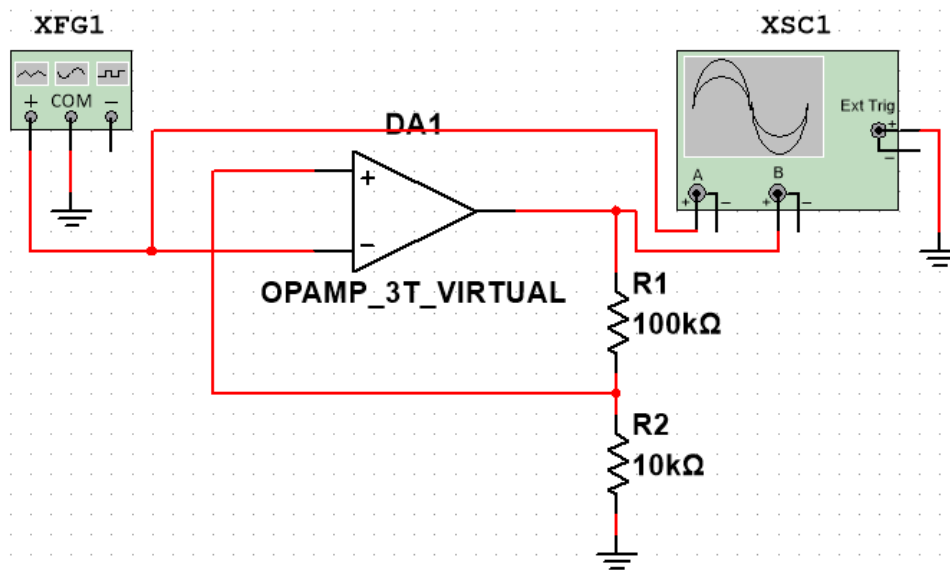 XFG1
XSC1
+ COM −
Ext Trig
+
−
A
B
+ −
+ −
DA1
+
−
OPAMP_3T_VIRTUAL
R1
100kΩ
R2
10kΩ